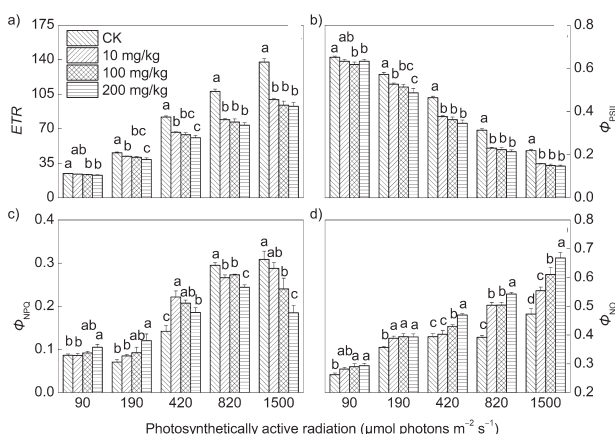 a)
175
140
105
70
35
0
ETR
CK
10 mg/kg
100 mg/kg
200 mg/kg
a ab b b
a b bc c
a b bc c
a b b b
a b b b
b)
0.8
0.6
0.4
0.2
0.0
Φ_PSII
a ab b b
a b b b
a b b b
a b b b
a b b b
c)
0.4
0.3
0.2
0.1
0.0
Φ_NPQ
b b ab a
b b ab a
b a ab b
a b b c
a a b c
90 190 420 820 1500
d)
0.8
0.7
0.6
0.5
0.4
0.3
0.2
Φ_NO
b ab a a
b a a a
c c b a
c b b a
d c b a
90 190 420 820 1500
Photosynthetically active radiation (µmol photons m⁻² s⁻¹)